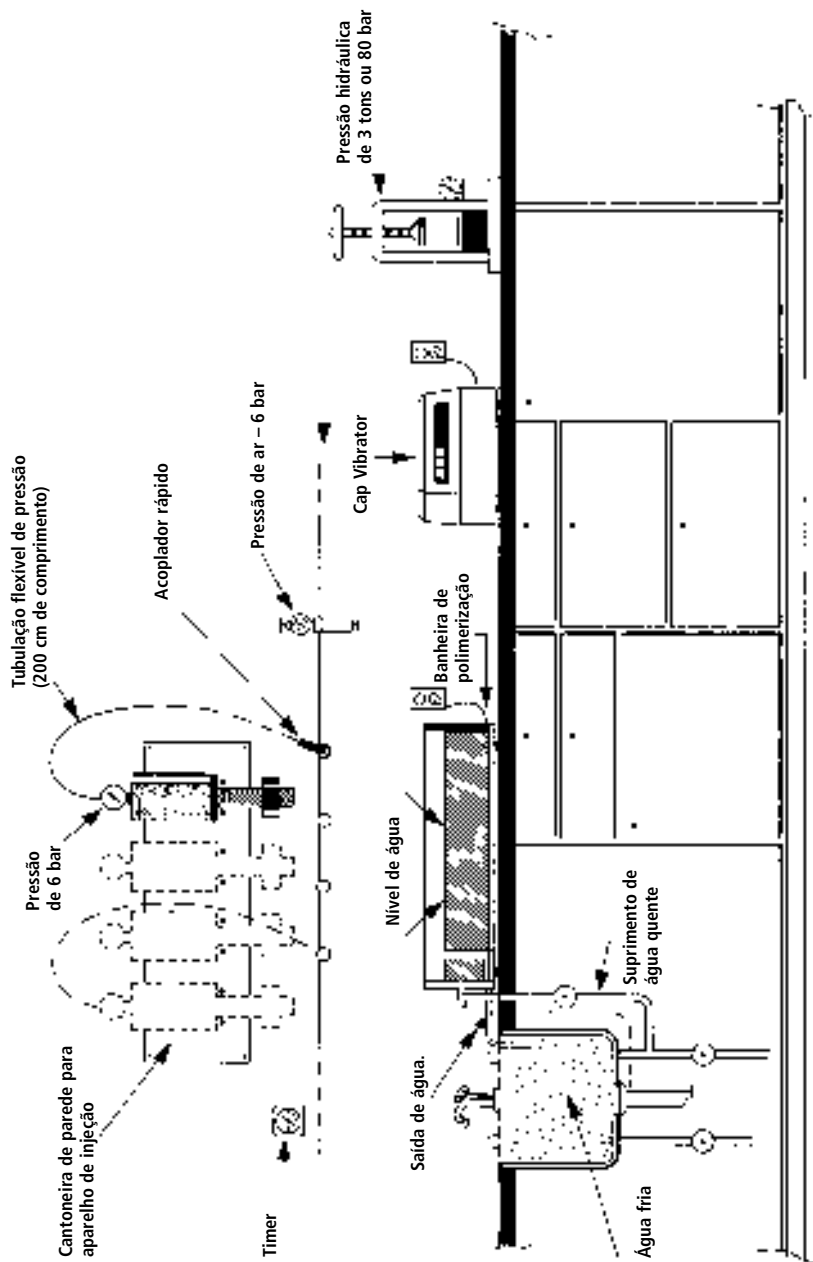 Cantoneira de parede para
aparelho de injeção
Pressão
de 6 bar
Tubulação flexível de pressão
(200 cm de comprimento)
Acoplador rápido
Pressão de ar – 6 bar
Timer
Saída de água.
Nível de água
Banheira de
polimerização
Cap Vibrator
Pressão hidráulica
de 3 tons ou 80 bar
Água fria
Suprimento de
água quente